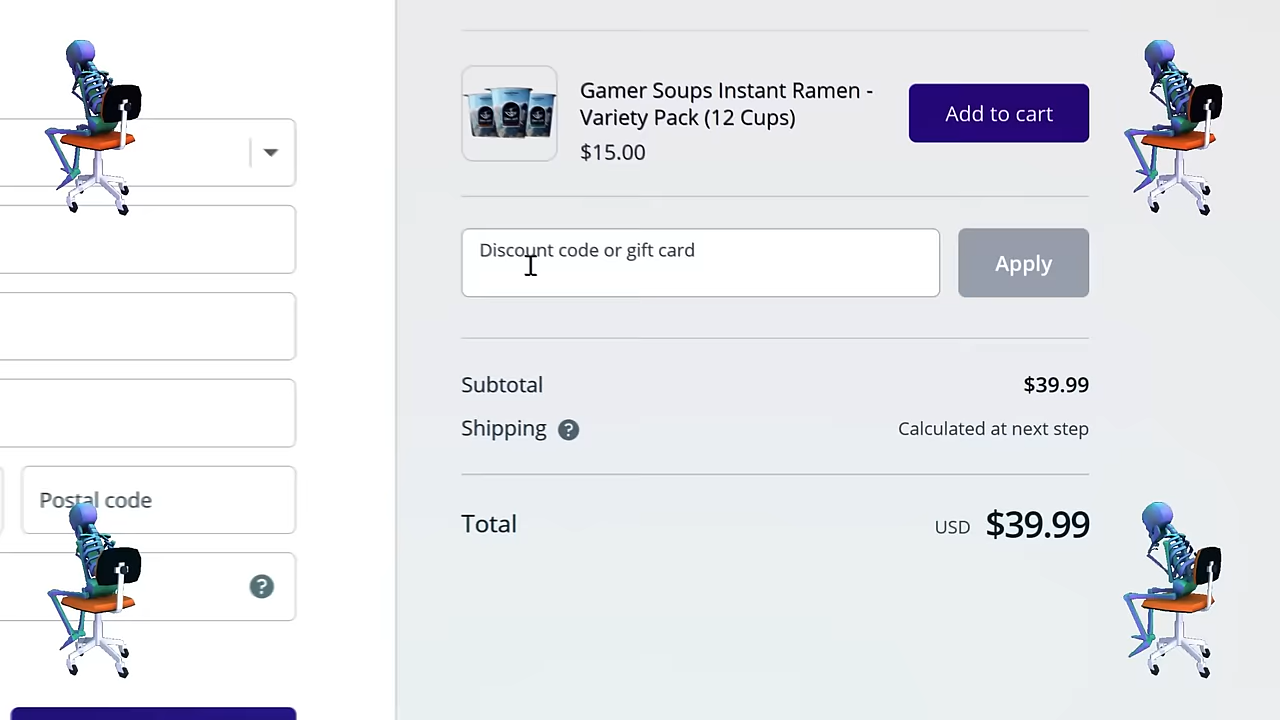 Gamer Soups Instant Ramen -
Variety Pack (12 Cups)
$15.00
Add to cart
Discount code or gift card
Apply
Subtotal $39.99
Shipping ? Calculated at next step
Postal code
Total USD $39.99
?